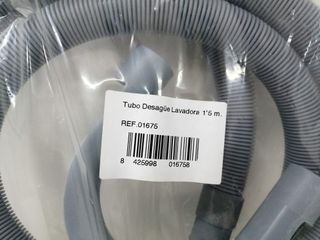 Tubo Desagüe Lavadora 1'5 m.
REF.01675
8 425998 016758